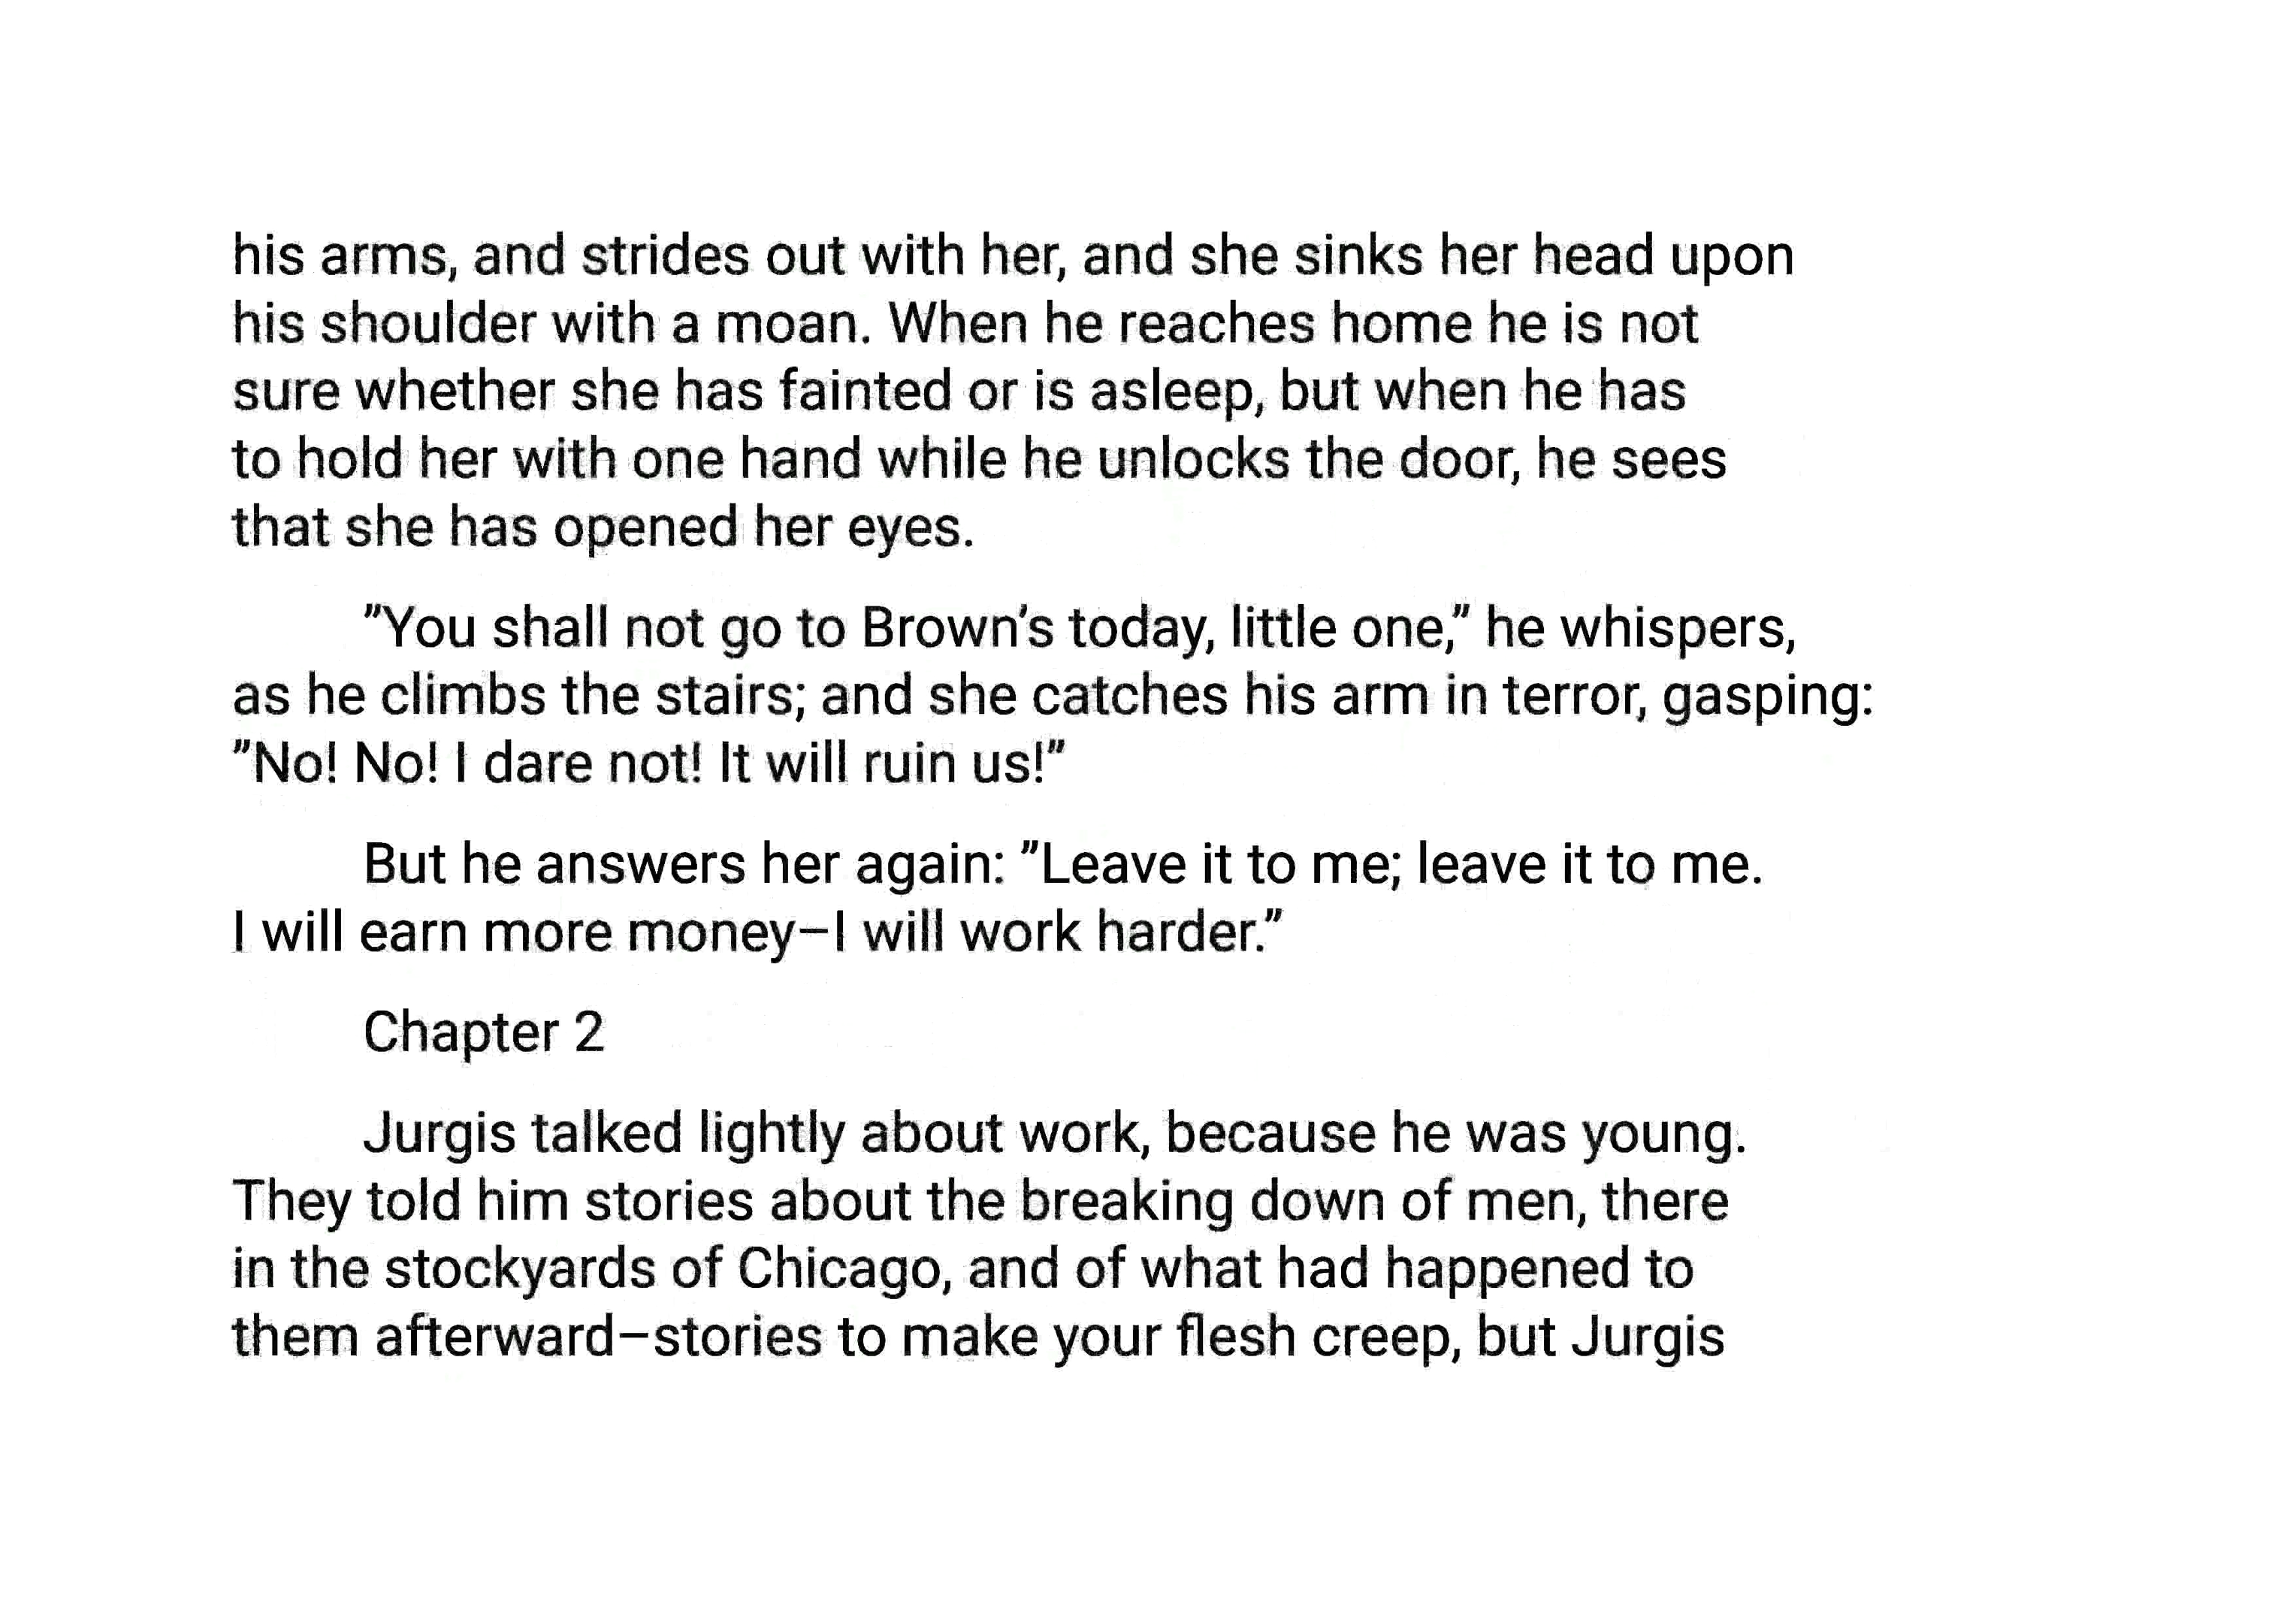 his arms, and strides out with her, and she sinks her head upon
his shoulder with a moan. When he reaches home he is not
sure whether she has fainted or is asleep, but when he has
to hold her with one hand while he unlocks the door, he sees
that she has opened her eyes.
”You shall not go to Brown’s today, little one,” he whispers,
as he climbs the stairs; and she catches his arm in terror, gasping:
”No! No! I dare not! It will ruin us!”
But he answers her again: ”Leave it to me; leave it to me.
I will earn more money–I will work harder.”
Chapter 2
Jurgis talked lightly about work, because he was young.
They told him stories about the breaking down of men, there
in the stockyards of Chicago, and of what had happened to
them afterward–stories to make your flesh creep, but Jurgis